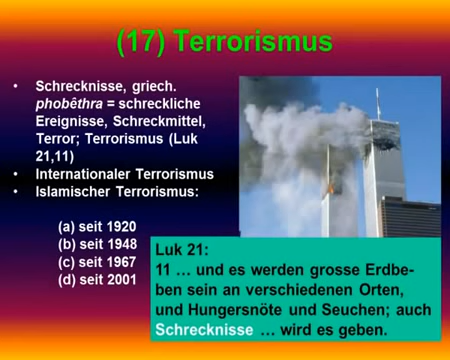 (17) Terrorismus
• Schrecknisse, griech.
phobêthra = schreckliche
Ereignisse, Schreckmittel,
Terror; Terrorismus (Luk
21,11)
• Internationaler Terrorismus
• Islamischer Terrorismus:
(a) seit 1920
(b) seit 1948
(c) seit 1967
(d) seit 2001
Luk 21:
11 … und es werden grosse Erdbe-
ben sein an verschiedenen Orten,
und Hungersnöte und Seuchen; auch
Schrecknisse … wird es geben.